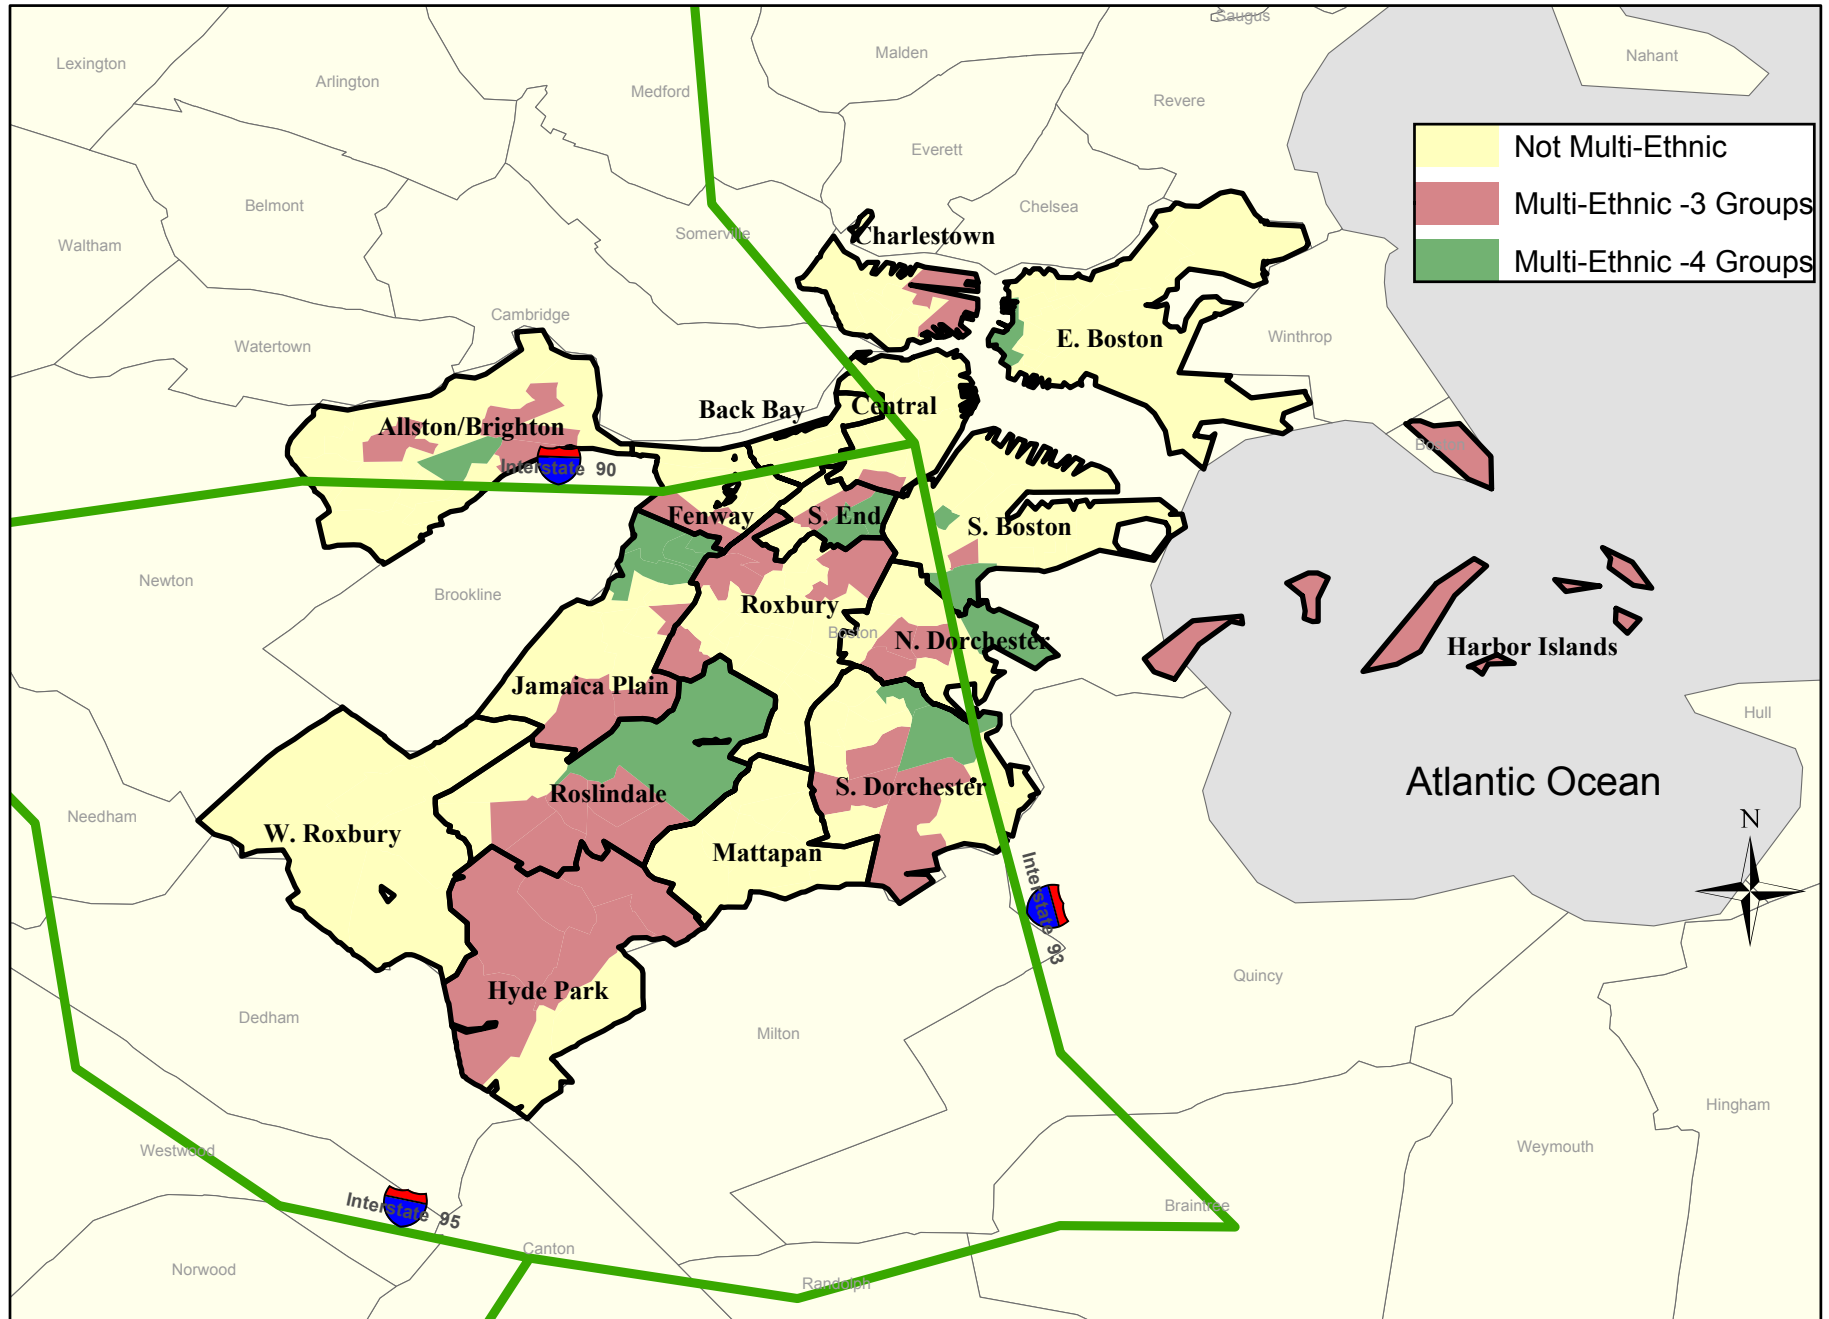 Saugus
Nahant
Malden
Lexington
Arlington
Medford
Revere
Not Multi-Ethnic
Everett
Multi-Ethnic -3 Groups
Belmont
Chelsea
Somerville
Charlestown
Waltham
Multi-Ethnic -4 Groups
Cambridge
Watertown
E. Boston
Winthrop
Back Bay
Central
Allston/Brighton
Boston
Interstate 90
Fenway
S. End
S. Boston
Newton
Brookline
Roxbury
Boston
N. Dorchester
Harbor Islands
Jamaica Plain
Hull
Atlantic Ocean
Roslindale
S. Dorchester
Needham
N
W. Roxbury
Mattapan
Interstate 93
Quincy
Hyde Park
Dedham
Milton
Hingham
Westwood
Weymouth
Interstate 95
Braintree
Canton
Norwood
Randolph